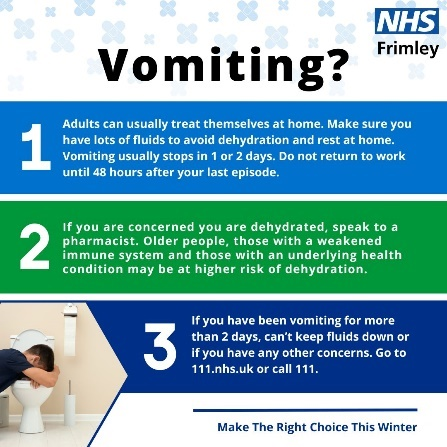 NHS
Frimley
Vomiting?
1
Adults can usually treat themselves at home. Make sure you
have lots of fluids to avoid dehydration and rest at home.
Vomiting usually stops in 1 or 2 days. Do not return to work
until 48 hours after your last episode.
2
If you are concerned you are dehydrated, speak to a
pharmacist. Older people, those with a weakened
immune system and those with an underlying health
condition may be at higher risk of dehydration.
3
If you have been vomiting for more
than 2 days, can't keep fluids down or
if you have any other concerns. Go to
111.nhs.uk or call 111.
Make The Right Choice This Winter